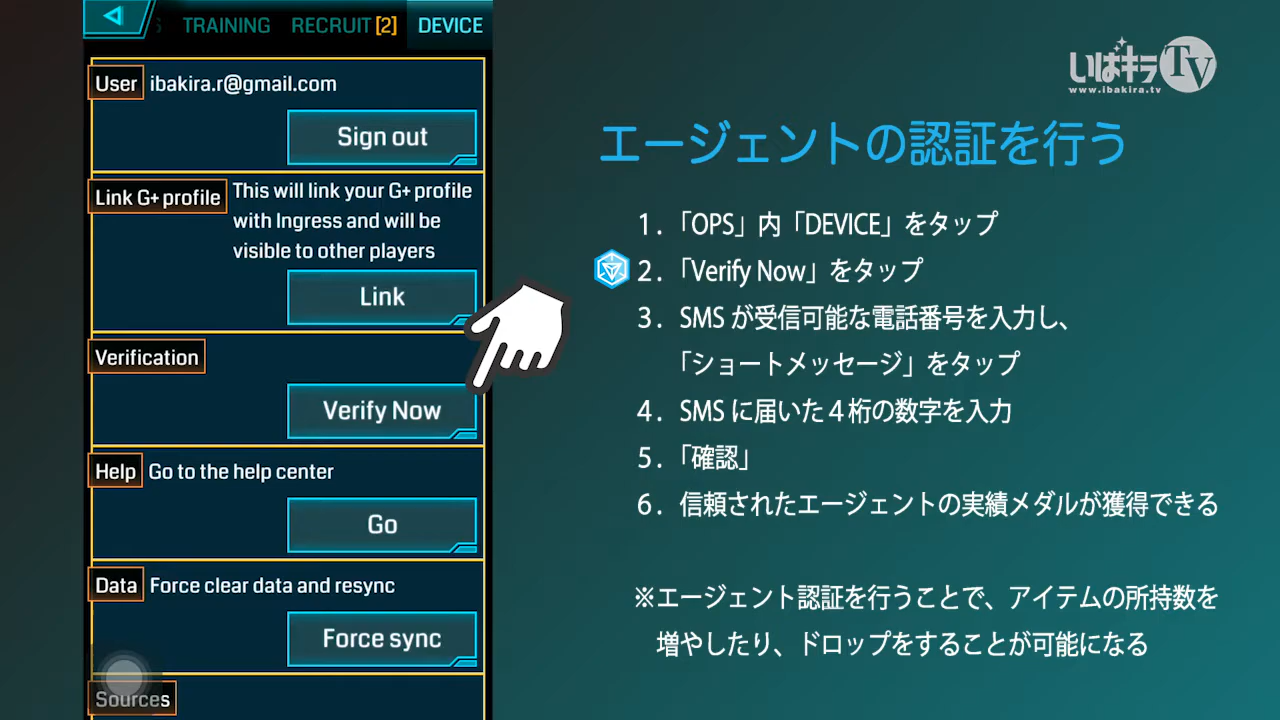 TRAINING RECRUIT [2] DEVICE
User ibakira.r@gmail.com
Sign out
Link G+ profile This will link your G+ profile
with Ingress and will be
visible to other players
Link
Verification
Verify Now
Help Go to the help center
Go
Data Force clear data and resync
Force sync
Sources
いばキラTV
www.ibakira.tv
エージェントの認証を行う
1.「OPS」内「DEVICE」をタップ
2.「Verify Now」をタップ
3. SMS が受信可能な電話番号を入力し、
「ショートメッセージ」をタップ
4. SMS に届いた4桁の数字を入力
5.「確認」
6. 信頼されたエージェントの実績メダルが獲得できる
※エージェント認証を行うことで、アイテムの所持数を
増やしたり、ドロップをすることが可能になる